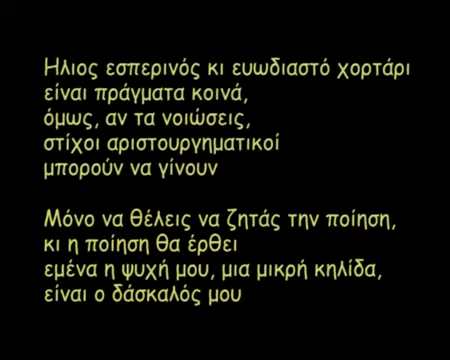 Ηλιος εσπερινός κι ευωδιαστό χορτάρι
είναι πράγματα κοινά,
όμως, αν τα νοιώσεις,
στίχοι αριστουργηματικοί
μπορούν να γίνουν
Μόνο να θέλεις να ζητάς την ποίηση,
κι η ποίηση θα έρθει
εμένα η ψυχή μου, μια μικρή κηλίδα,
είναι ο δάσκαλός μου